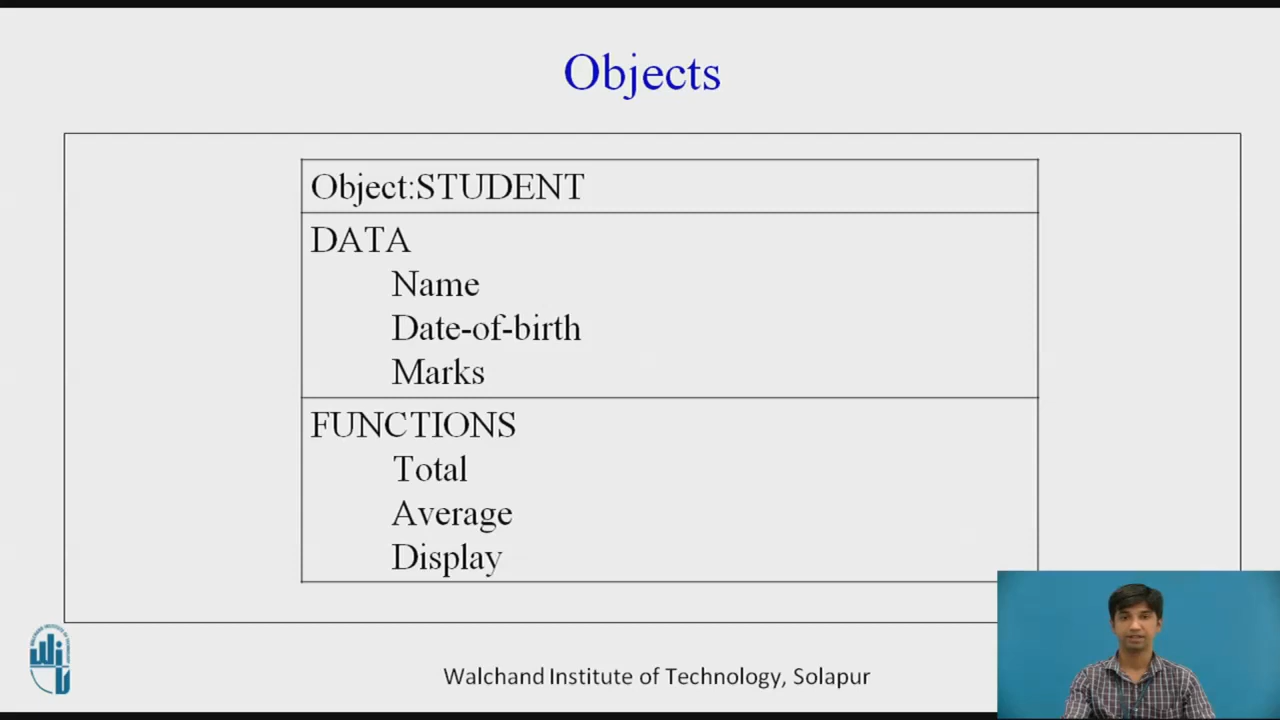 Objects
Object:STUDENT
DATA
Name
Date-of-birth
Marks
FUNCTIONS
Total
Average
Display
Walchand Institute of Technology, Solapur